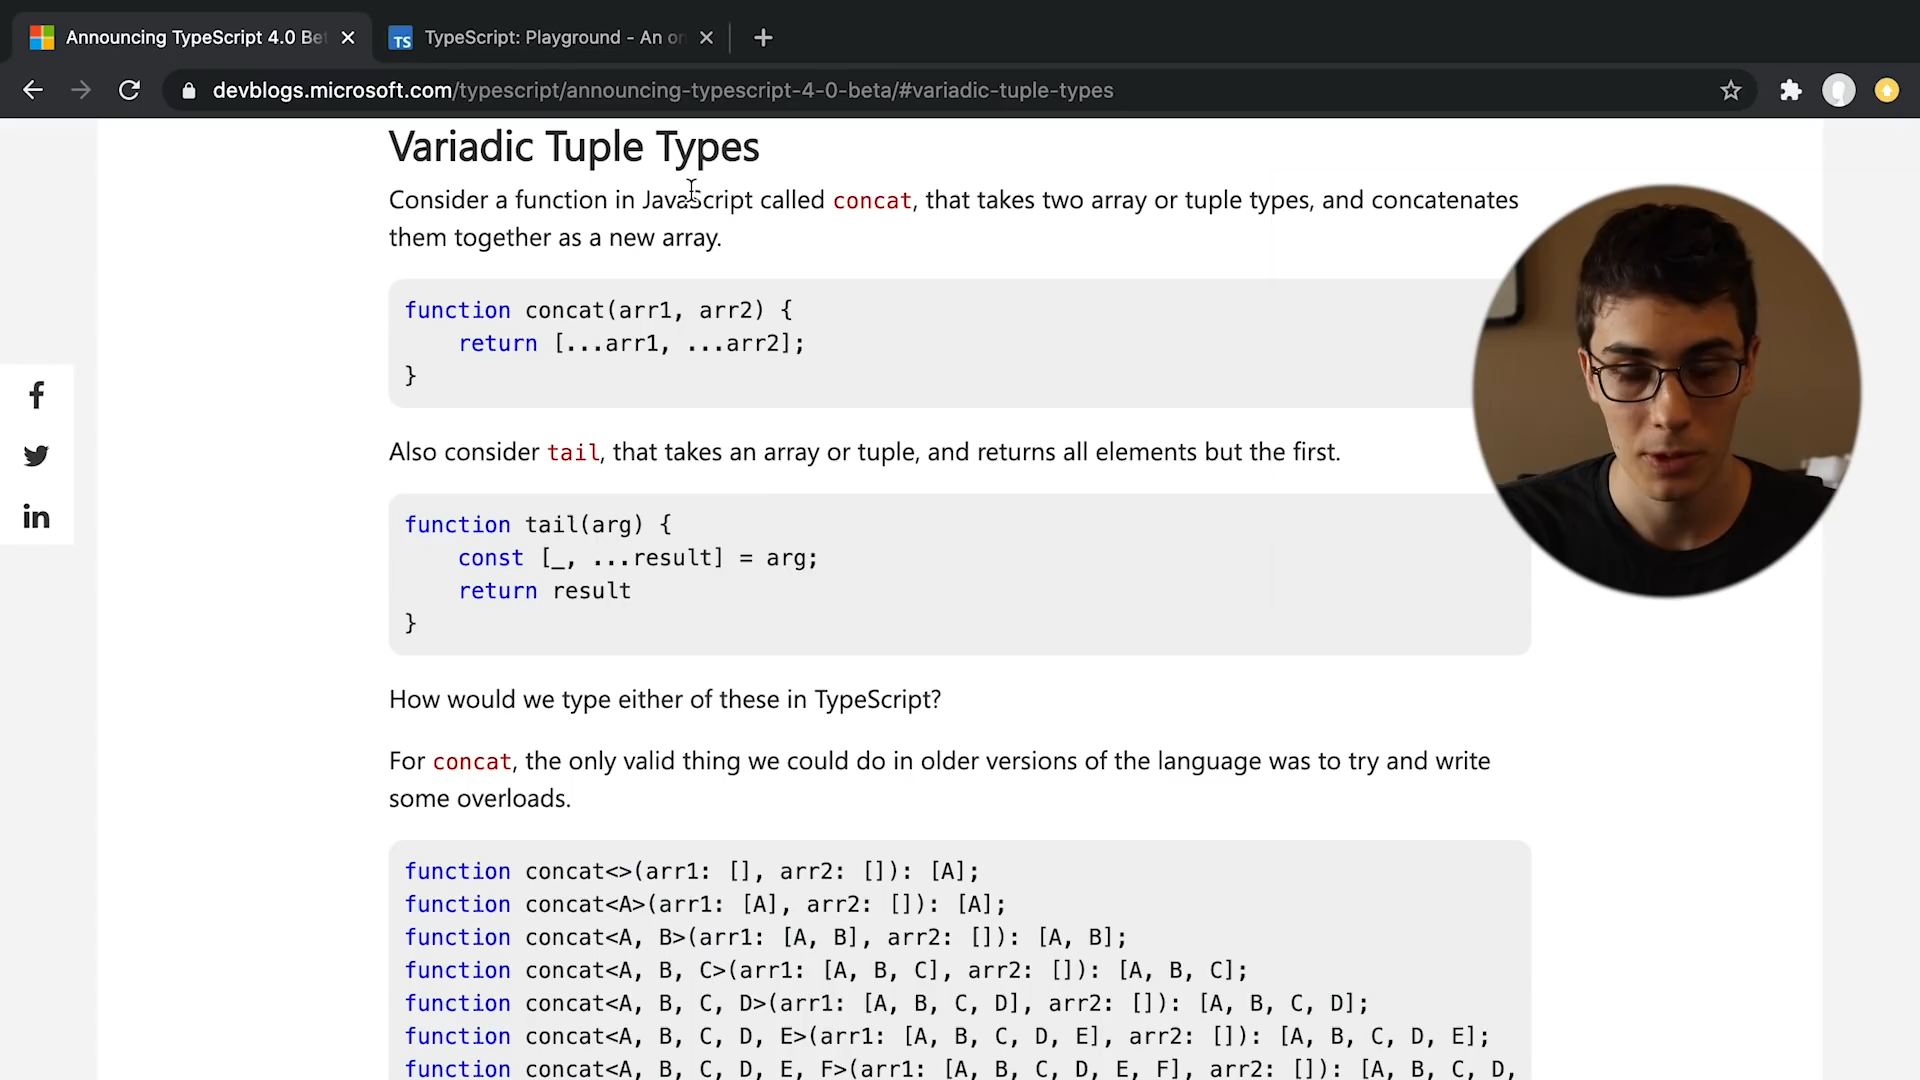 Announcing TypeScript 4.0 Be
TS TypeScript: Playground - An o
devblogs.microsoft.com/typescript/announcing-typescript-4-0-beta/#variadic-tuple-types
Variadic Tuple Types
Consider a function in JavaScript called concat, that takes two array or tuple types, and concatenates
them together as a new array.
function concat(arr1, arr2) {
return [...arr1, ...arr2];
}
Also consider tail, that takes an array or tuple, and returns all elements but the first.
function tail(arg) {
const [_, ...result] = arg;
return result
}
How would we type either of these in TypeScript?
For concat, the only valid thing we could do in older versions of the language was to try and write
some overloads.
function concat<>(arr1: [], arr2: []): [A];
function concat<A>(arr1: [A], arr2: []): [A];
function concat<A, B>(arr1: [A, B], arr2: []): [A, B];
function concat<A, B, C>(arr1: [A, B, C], arr2: []): [A, B, C];
function concat<A, B, C, D>(arr1: [A, B, C, D], arr2: []): [A, B, C, D];
function concat<A, B, C, D, E>(arr1: [A, B, C, D, E], arr2: []): [A, B, C, D, E];
function concat<A, B, C, D, E, F>(arr1: [A, B, C, D, E, F], arr2: []): [A, B, C, D,